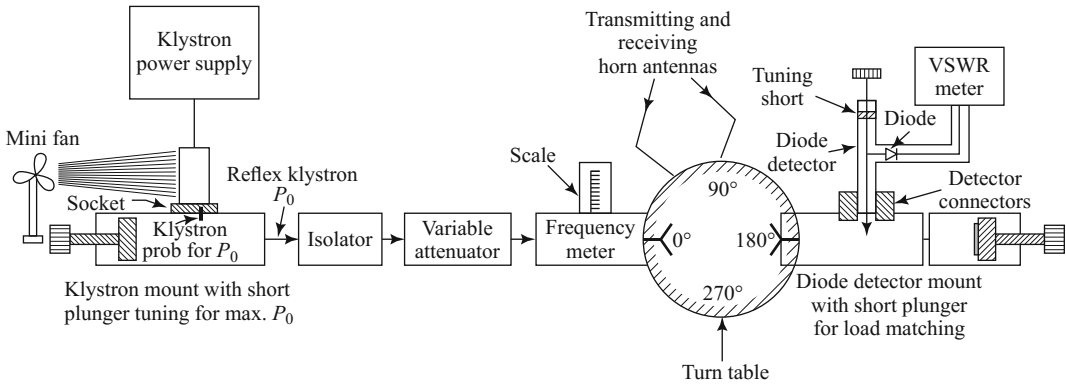 Klystron
power supply
Mini fan
Socket
Reflex klystron
P0
Klystron
prob for P0
Klystron mount with short
plunger tuning for max. P0
Isolator
Variable
attenuator
Frequency
meter
Scale
Transmitting and
receiving
horn antennas
90°
0°
180°
270°
Turn table
Tuning
short
Diode
detector
Diode
VSWR
meter
Detector
connectors
Diode detector mount
with short plunger
for load matching